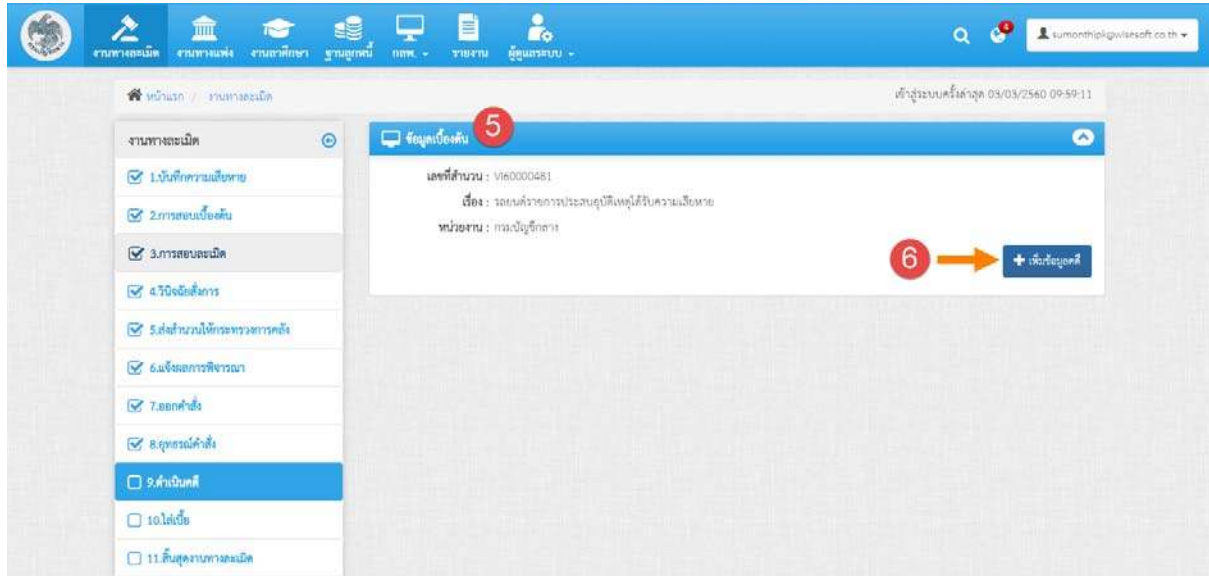 งานทางละเมิด งานทางแพ่ง งานอาศึกษา ฐานลูกหนี้ กสพ. รายงาน ผู้ดูแลระบบ
4
sumonthipk@wisesoft.co.th
หน้าแรก / งานทางละเมิด
เข้าสู่ระบบครั้งล่าสุด 03/03/2560 09:59:11
งานทางละเมิด
ข้อมูลเบื้องต้น
5
1.บันทึกความเสียหาย
เลขที่สำนวน : VI60000481
เรื่อง : รถยนต์ราชการประสบอุบัติเหตุได้รับความเสียหาย
2.การสอบเบื้องต้น
หน่วยงาน : กรมบัญชีกลาง
3.การสอบละเมิด
6
+ เพิ่มข้อมูลคดี
4.วินิจฉัยสั่งการ
5.ส่งสำนวนให้กระทรวงการคลัง
6.แจ้งผลการพิจารณา
7.ออกคำสั่ง
8.อุทธรณ์คำสั่ง
9.ดำเนินคดี
10.ไล่เบี้ย
11.สิ้นสุดงานทางละเมิด